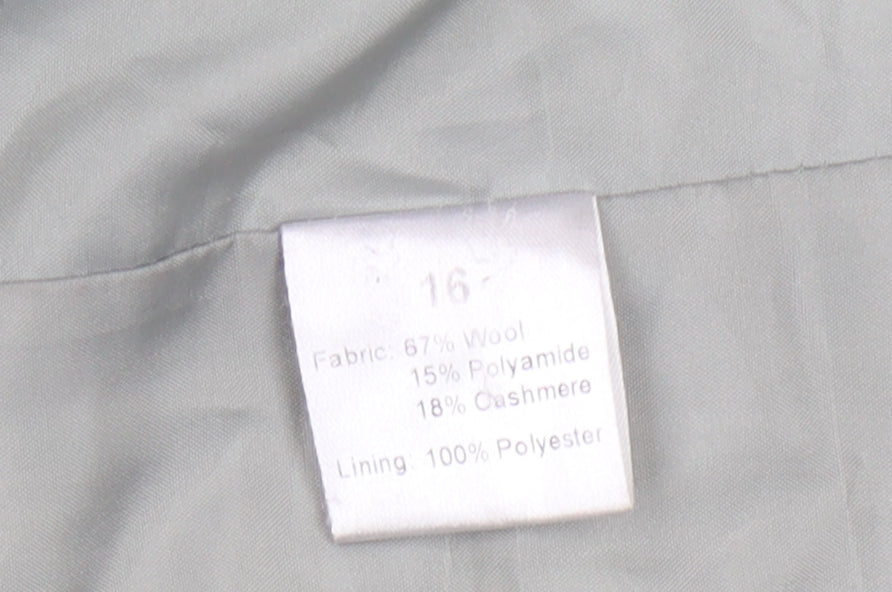 16
Fabric: 67% Wool
15% Polyamide
18% Cashmere
Lining: 100% Polyester